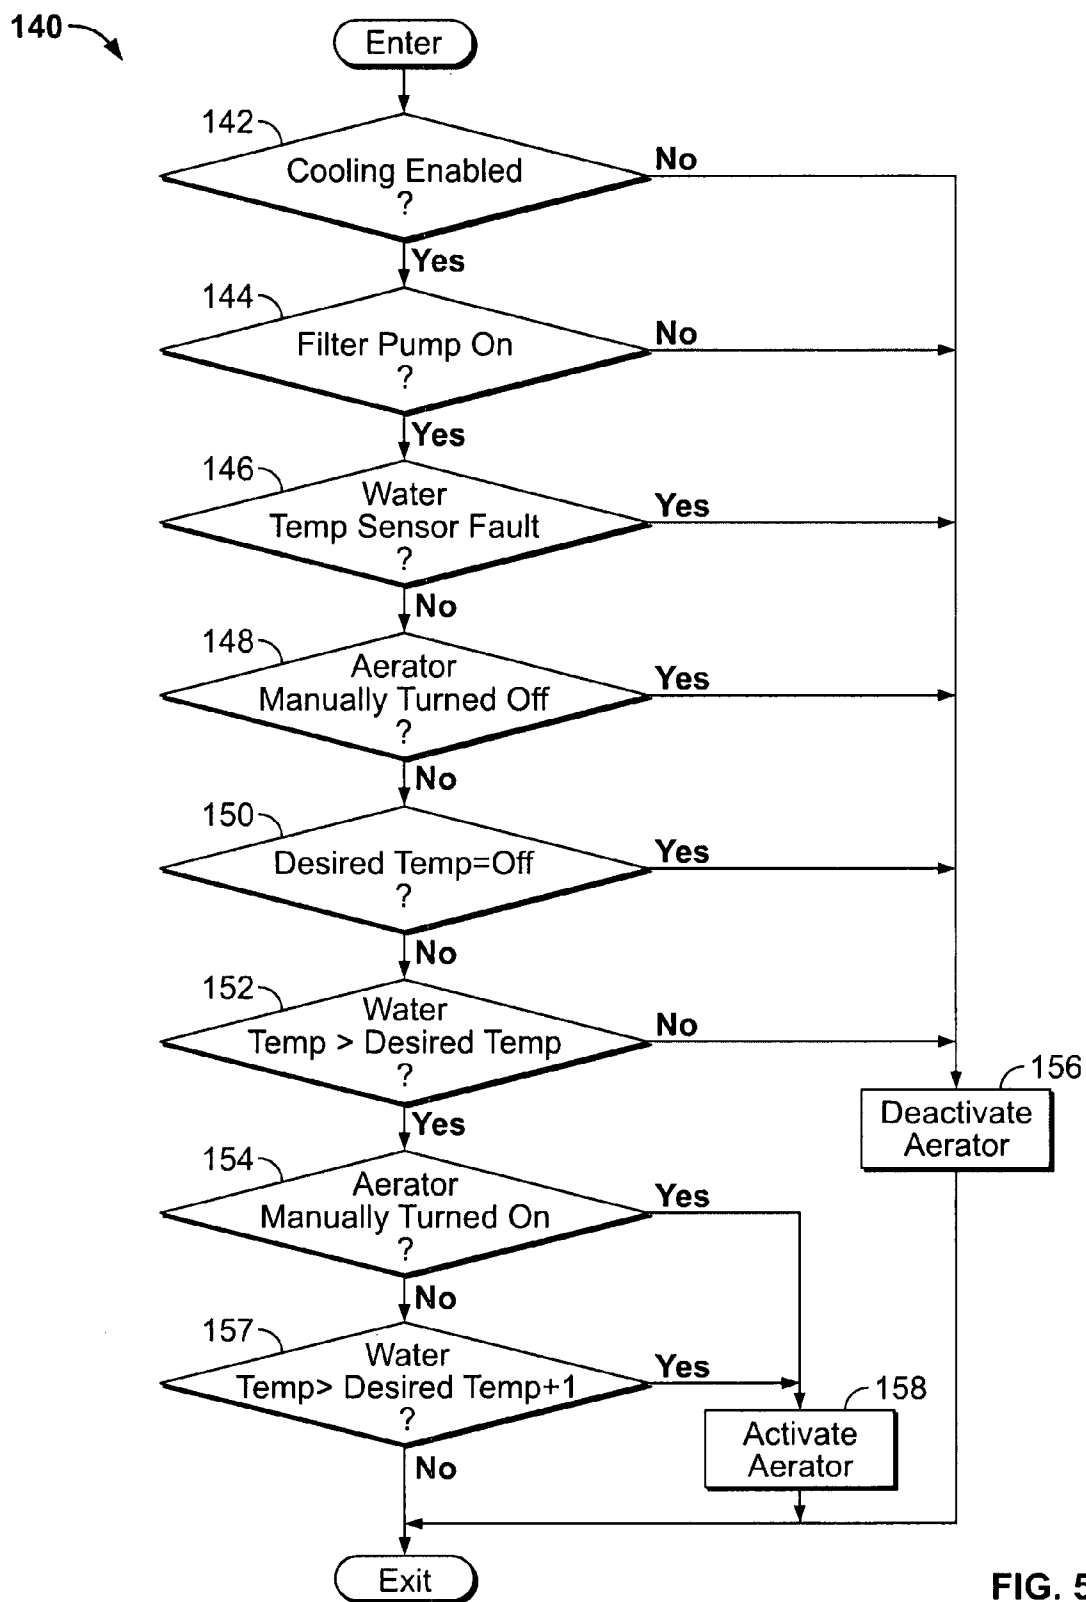 140
Enter
142
Cooling Enabled
?
No
Yes
144
Filter Pump On
?
No
Yes
146
Water
Temp Sensor Fault
?
Yes
No
148
Aerator
Manually Turned Off
?
Yes
No
150
Desired Temp=Off
?
Yes
No
152
Water
Temp > Desired Temp
?
No
Yes
156
Deactivate
Aerator
154
Aerator
Manually Turned On
?
Yes
No
157
Water
Temp> Desired Temp+1
?
Yes
No
158
Activate
Aerator
Exit
FIG. 5